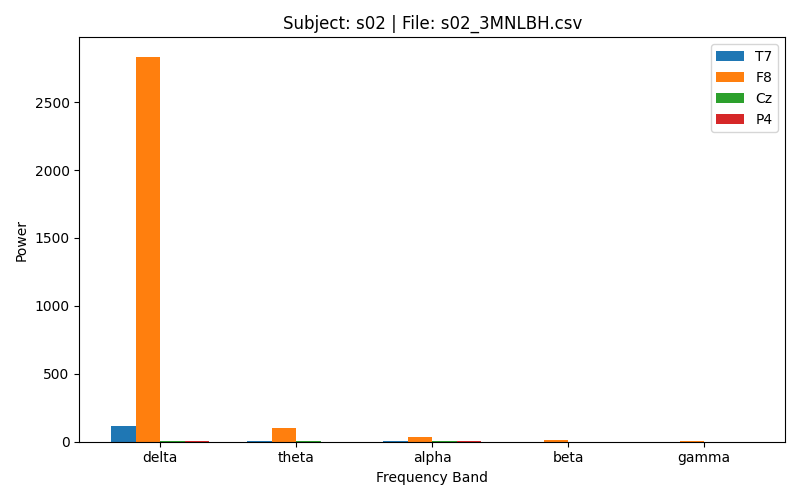 Subject: s02 | File: s02_3MNLBH.csv
T7
F8
Cz
P4
Power
2500
2000
1500
1000
500
0
delta theta alpha beta gamma
Frequency Band